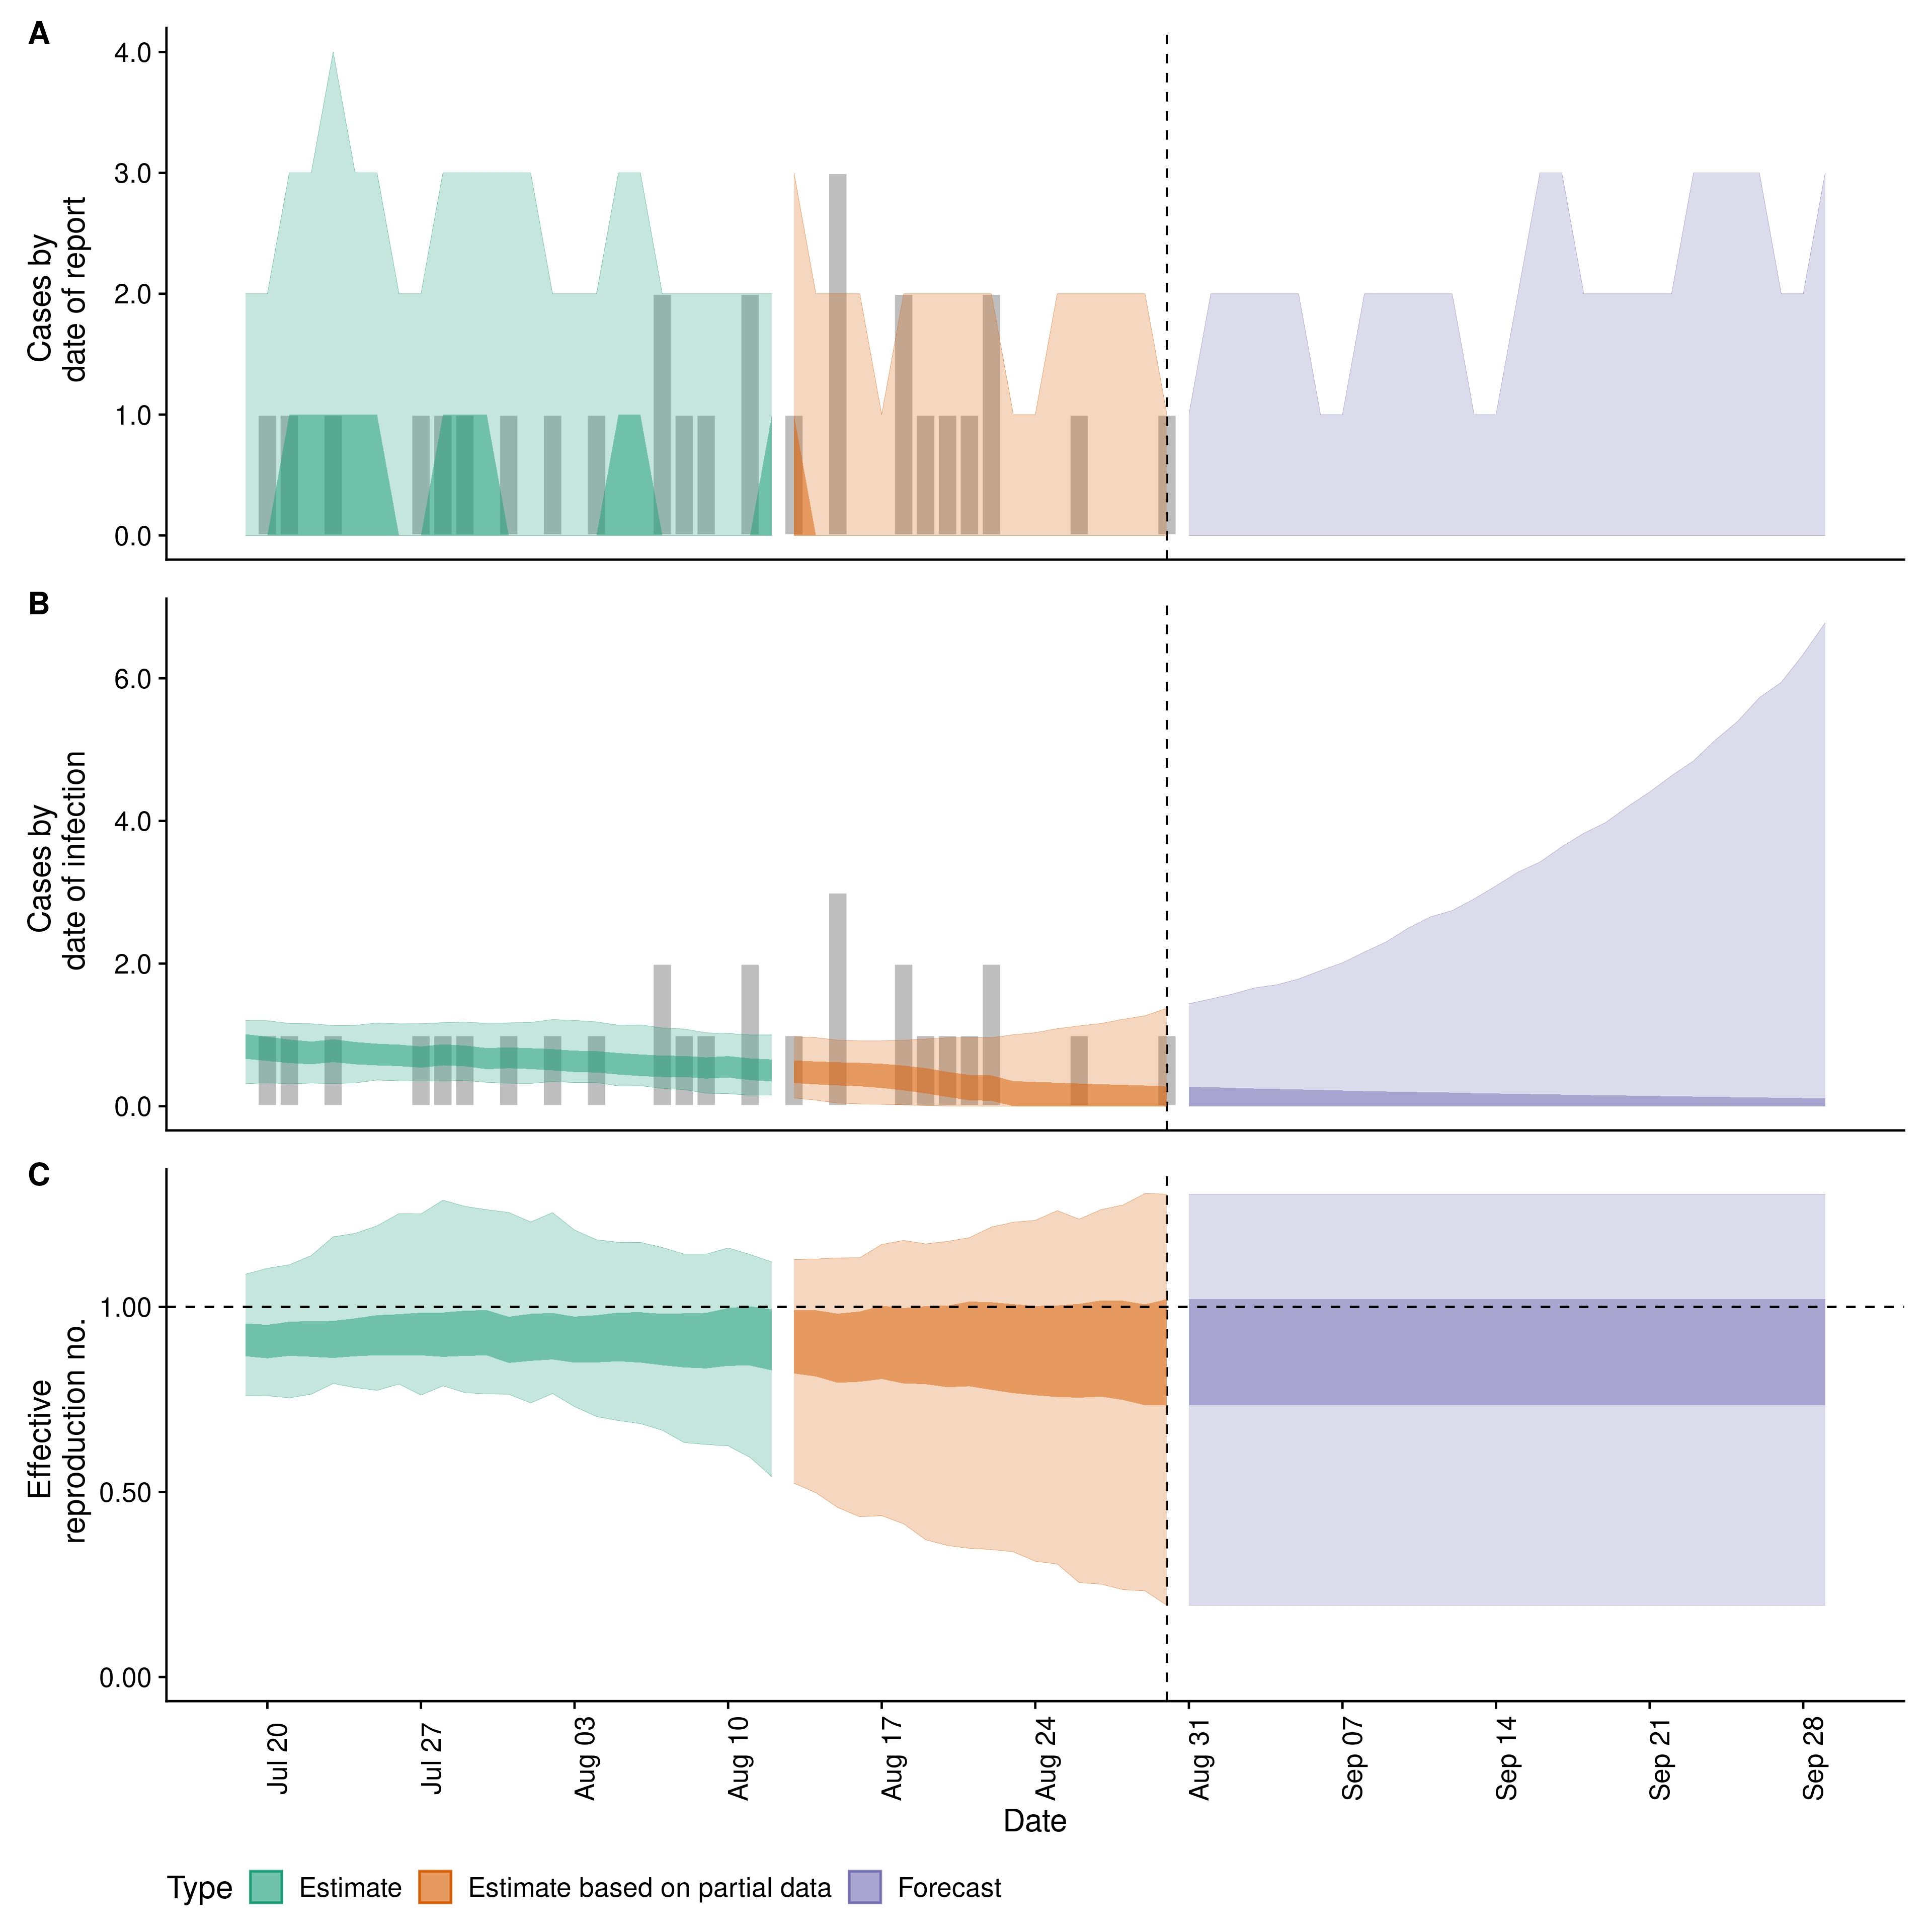 A
Cases by
date of report
4.0
3.0
2.0
1.0
0.0
B
Cases by
date of infection
6.0
4.0
2.0
0.0
C
Effective
reproduction no.
1.00
0.50
0.00
Jul 20
Jul 27
Aug 03
Aug 10
Aug 17
Aug 24
Aug 31
Sep 07
Sep 14
Sep 21
Sep 28
Date
Type
Estimate
Estimate based on partial data
Forecast